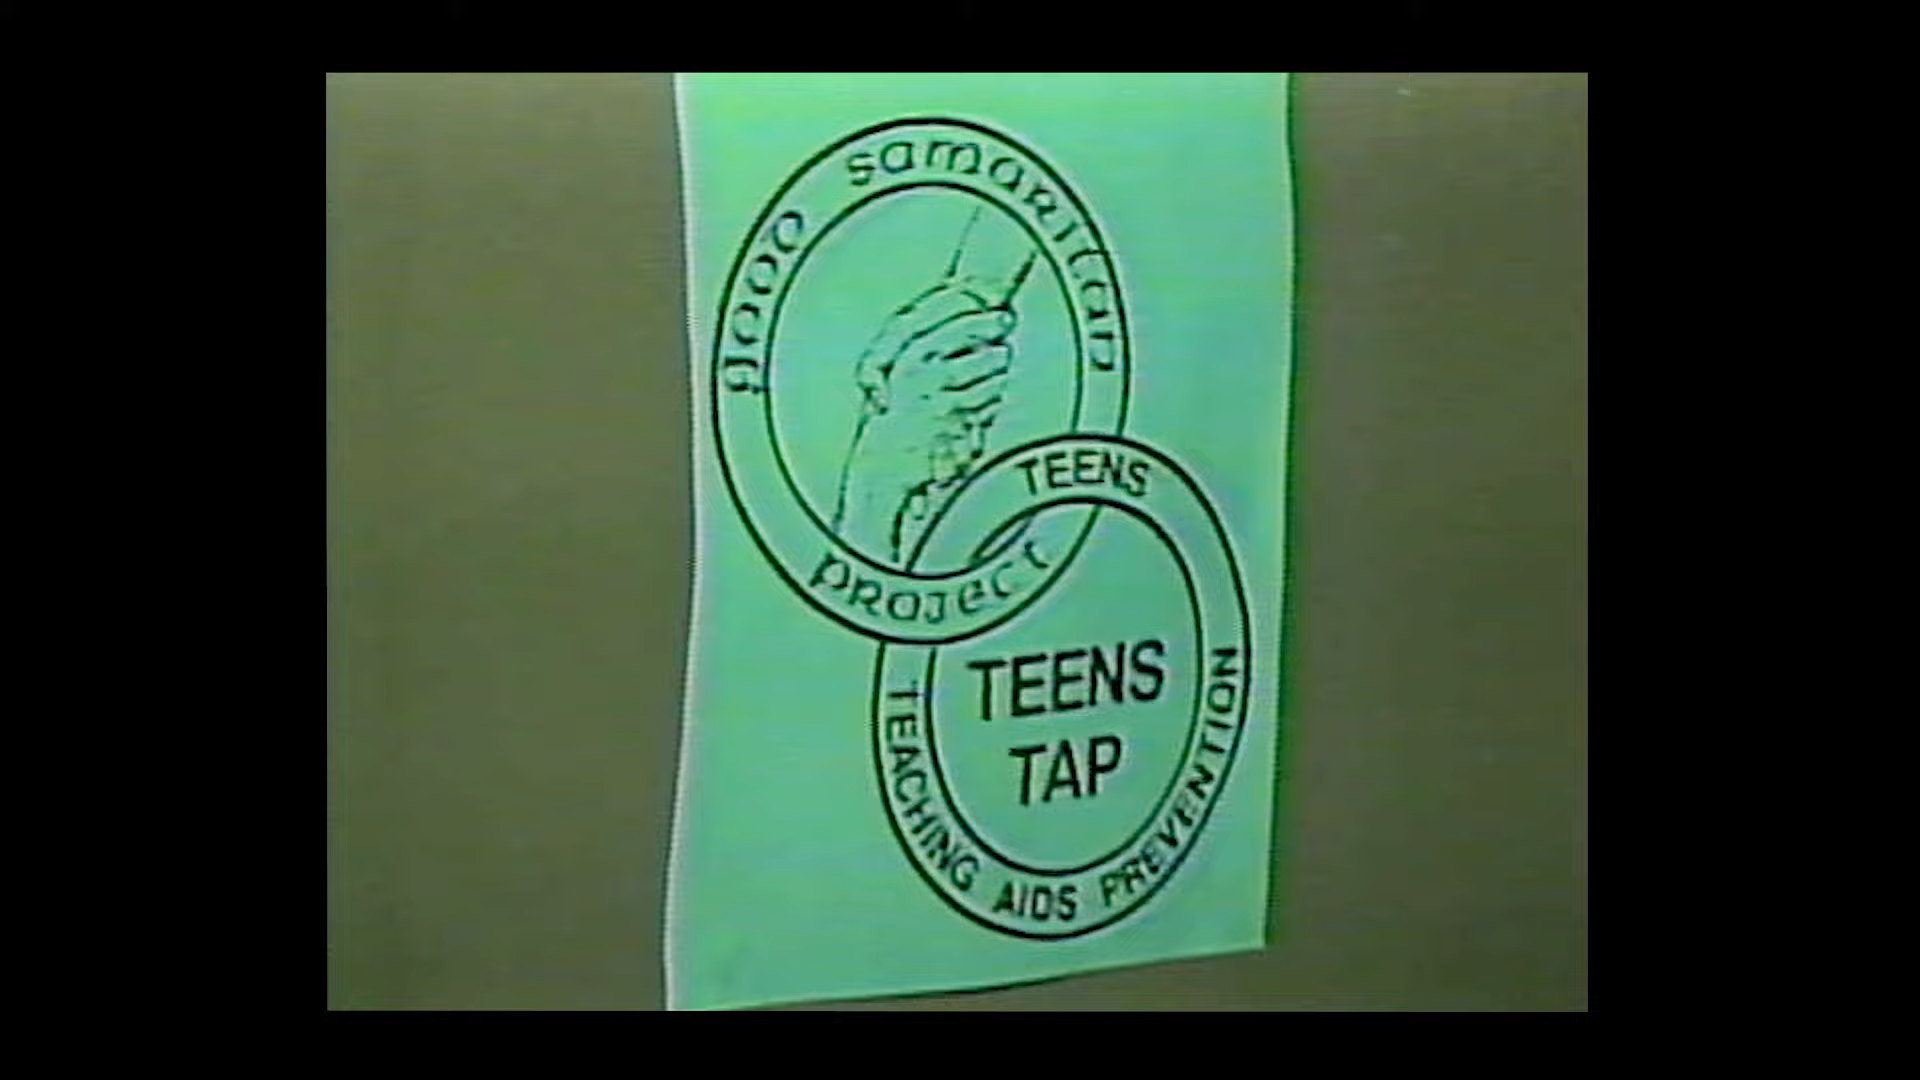 good samaritan
project
TEENS
TEENS
TAP
TEACHING AIDS PREVENTION